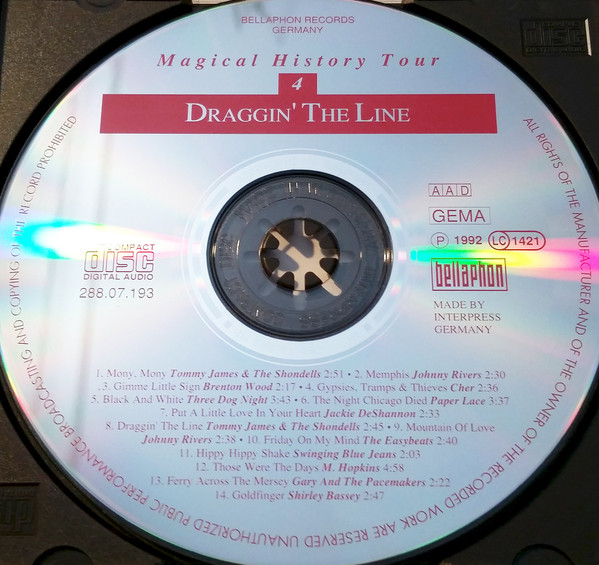 BELLAPHON RECORDS
GERMANY
Magical History Tour
4
DRAGGIN' THE LINE
AAD
GEMA
P 1992 LC 1421
bellaphon
MADE BY
INTERPRESS
GERMANY
COMPACT
disc
DIGITAL AUDIO
288.07.193
1. Mony, Mony Tommy James & The Shondells 2:51 • 2. Memphis Johnny Rivers 2:30
3. Gimme Little Sign Brenton Wood 2:17 • 4. Gypsies, Tramps & Thieves Cher 2:36
5. Black And White Three Dog Night 3:43 • 6. The Night Chicago Died Paper Lace 3:37
7. Put A Little Love In Your Heart Jackie DeShannon 2:33
8. Draggin' The Line Tommy James & The Shondells 2:45 • 9. Mountain Of Love
Johnny Rivers 2:38 • 10. Friday On My Mind The Easybeats 2:40
11. Hippy Hippy Shake Swinging Blue Jeans 2:03
12. Those Were The Days M. Hopkins 4:58
13. Ferry Across The Mersey Gary And The Pacemakers 2:22
14. Goldfinger Shirley Bassey 2:47
ALL RIGHTS OF THE MANUFACTURER AND OF THE OWNER OF THE RECORDED WORK ARE RESERVED UNAUTHORIZED PUBLIC PERFORMANCE BROADCASTING AND COPYING OF THE RECORD PROHIBITED
disc